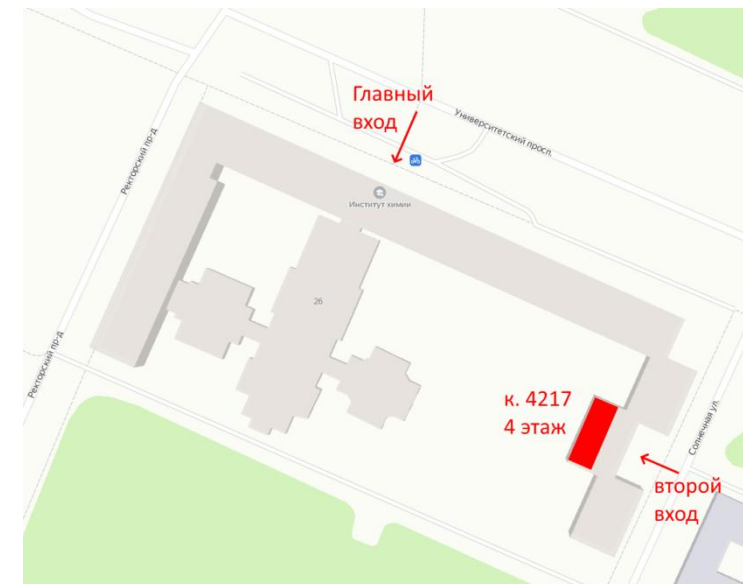 Главный
вход
Университетский просп.
Ректорский пр-д
Институт химии
26
Ректорский пр-д
к. 4217
4 этаж
Солнечная ул.
второй
вход